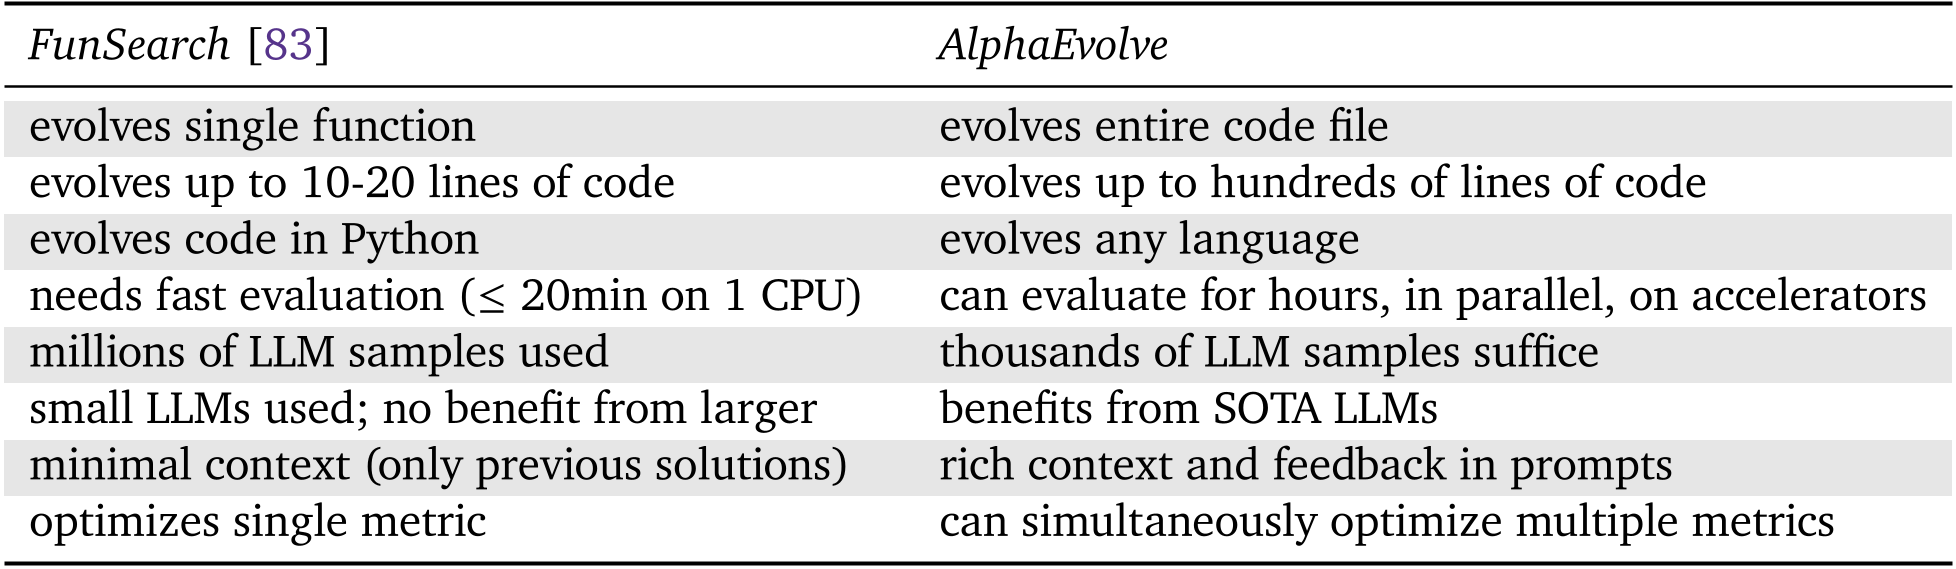 FunSearch [83] AlphaEvolve
evolves single function evolves entire code file
evolves up to 10-20 lines of code evolves up to hundreds of lines of code
evolves code in Python evolves any language
needs fast evaluation (≤ 20min on 1 CPU) can evaluate for hours, in parallel, on accelerators
millions of LLM samples used thousands of LLM samples suffice
small LLMs used; no benefit from larger benefits from SOTA LLMs
minimal context (only previous solutions) rich context and feedback in prompts
optimizes single metric can simultaneously optimize multiple metrics